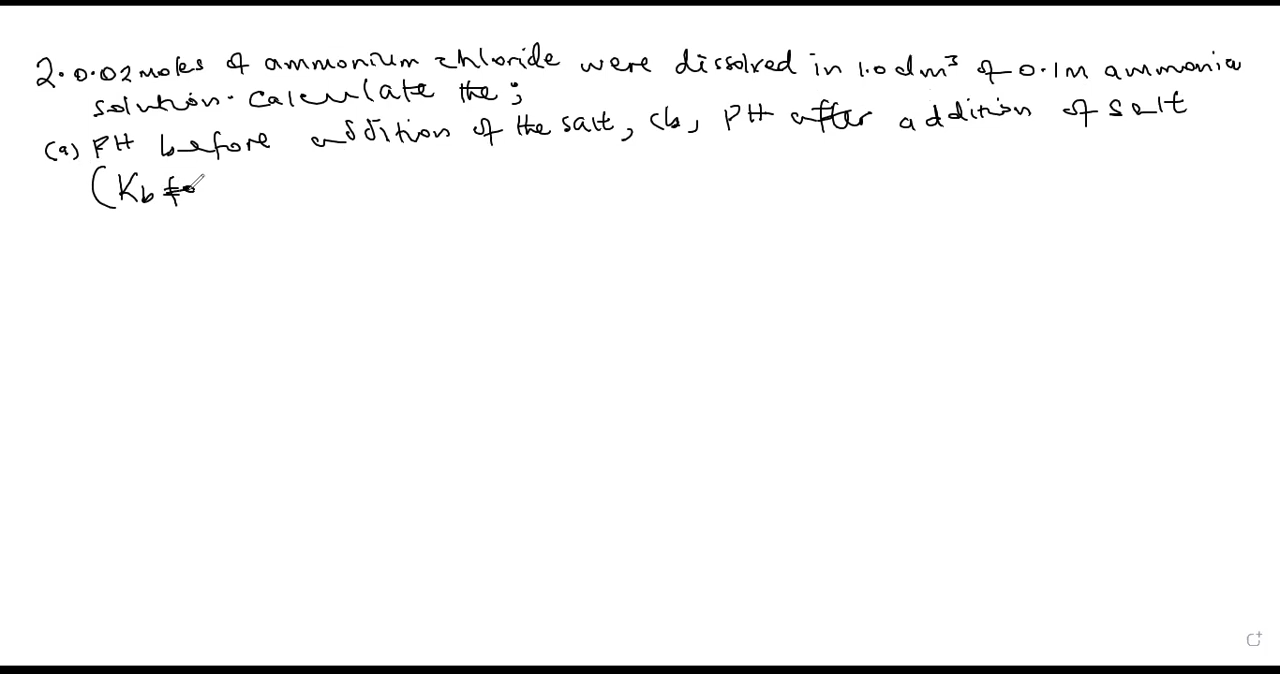 2. 0.02 moles of ammonium chloride were dissolved in 1.0 dm³ of 0.1M ammonia
solution. Calculate the;
(a) PH before addition of the salt, (b, PH after addition of salt
(Kb fo